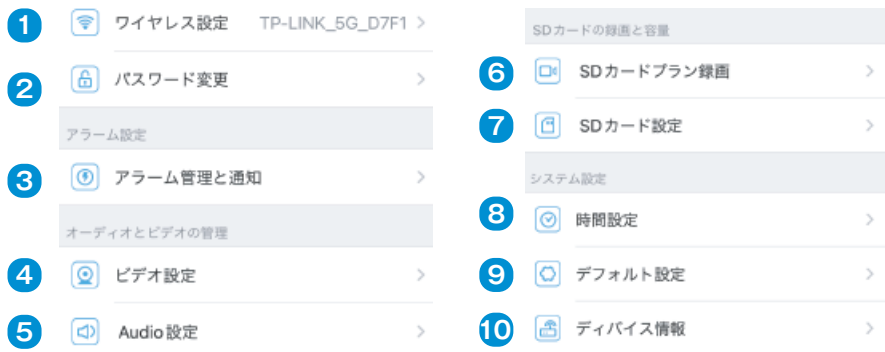 1 ワイヤレス設定 TP-LINK_5G_D7F1 >
2 パスワード変更 >
アラーム設定
3 アラーム管理と通知 >
オーディオとビデオの管理
4 ビデオ設定 >
5 Audio設定 >
SDカードの録画と容量
6 SDカードプラン録画 >
7 SDカード設定 >
システム設定
8 時間設定 >
9 デフォルト設定 >
10 ディバイス情報 >